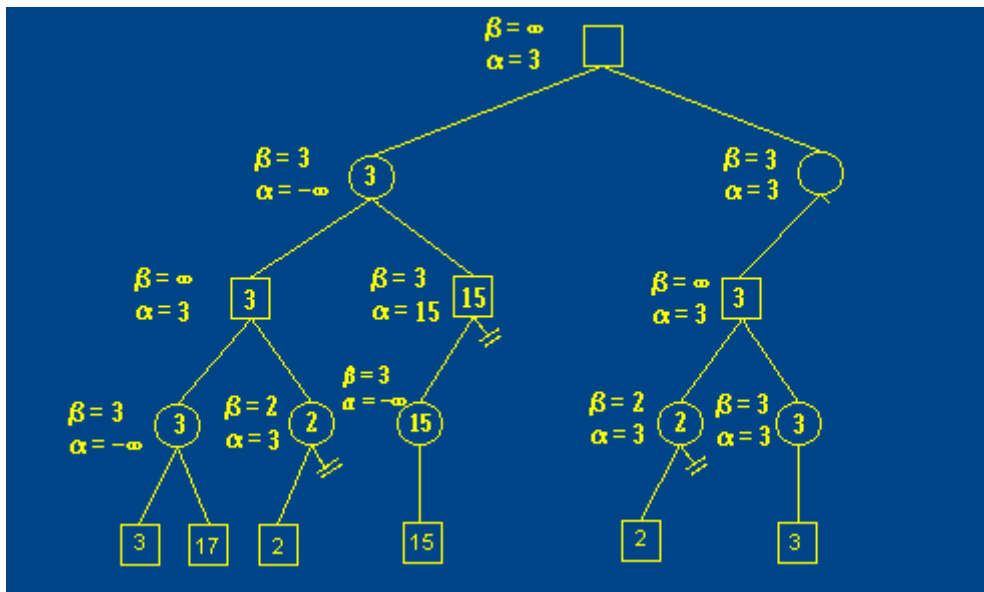 β = ∞
α = 3
β = 3
α = −∞
3
β = 3
α = 3
β = ∞
α = 3
3
β = 3
α = 15
15
β = ∞
α = 3
3
β = 3
α = −∞
3
β = 2
α = 3
2
β = 3
α = −∞
15
β = 2
α = 3
2
β = 3
α = 3
3
3
17
2
15
2
3